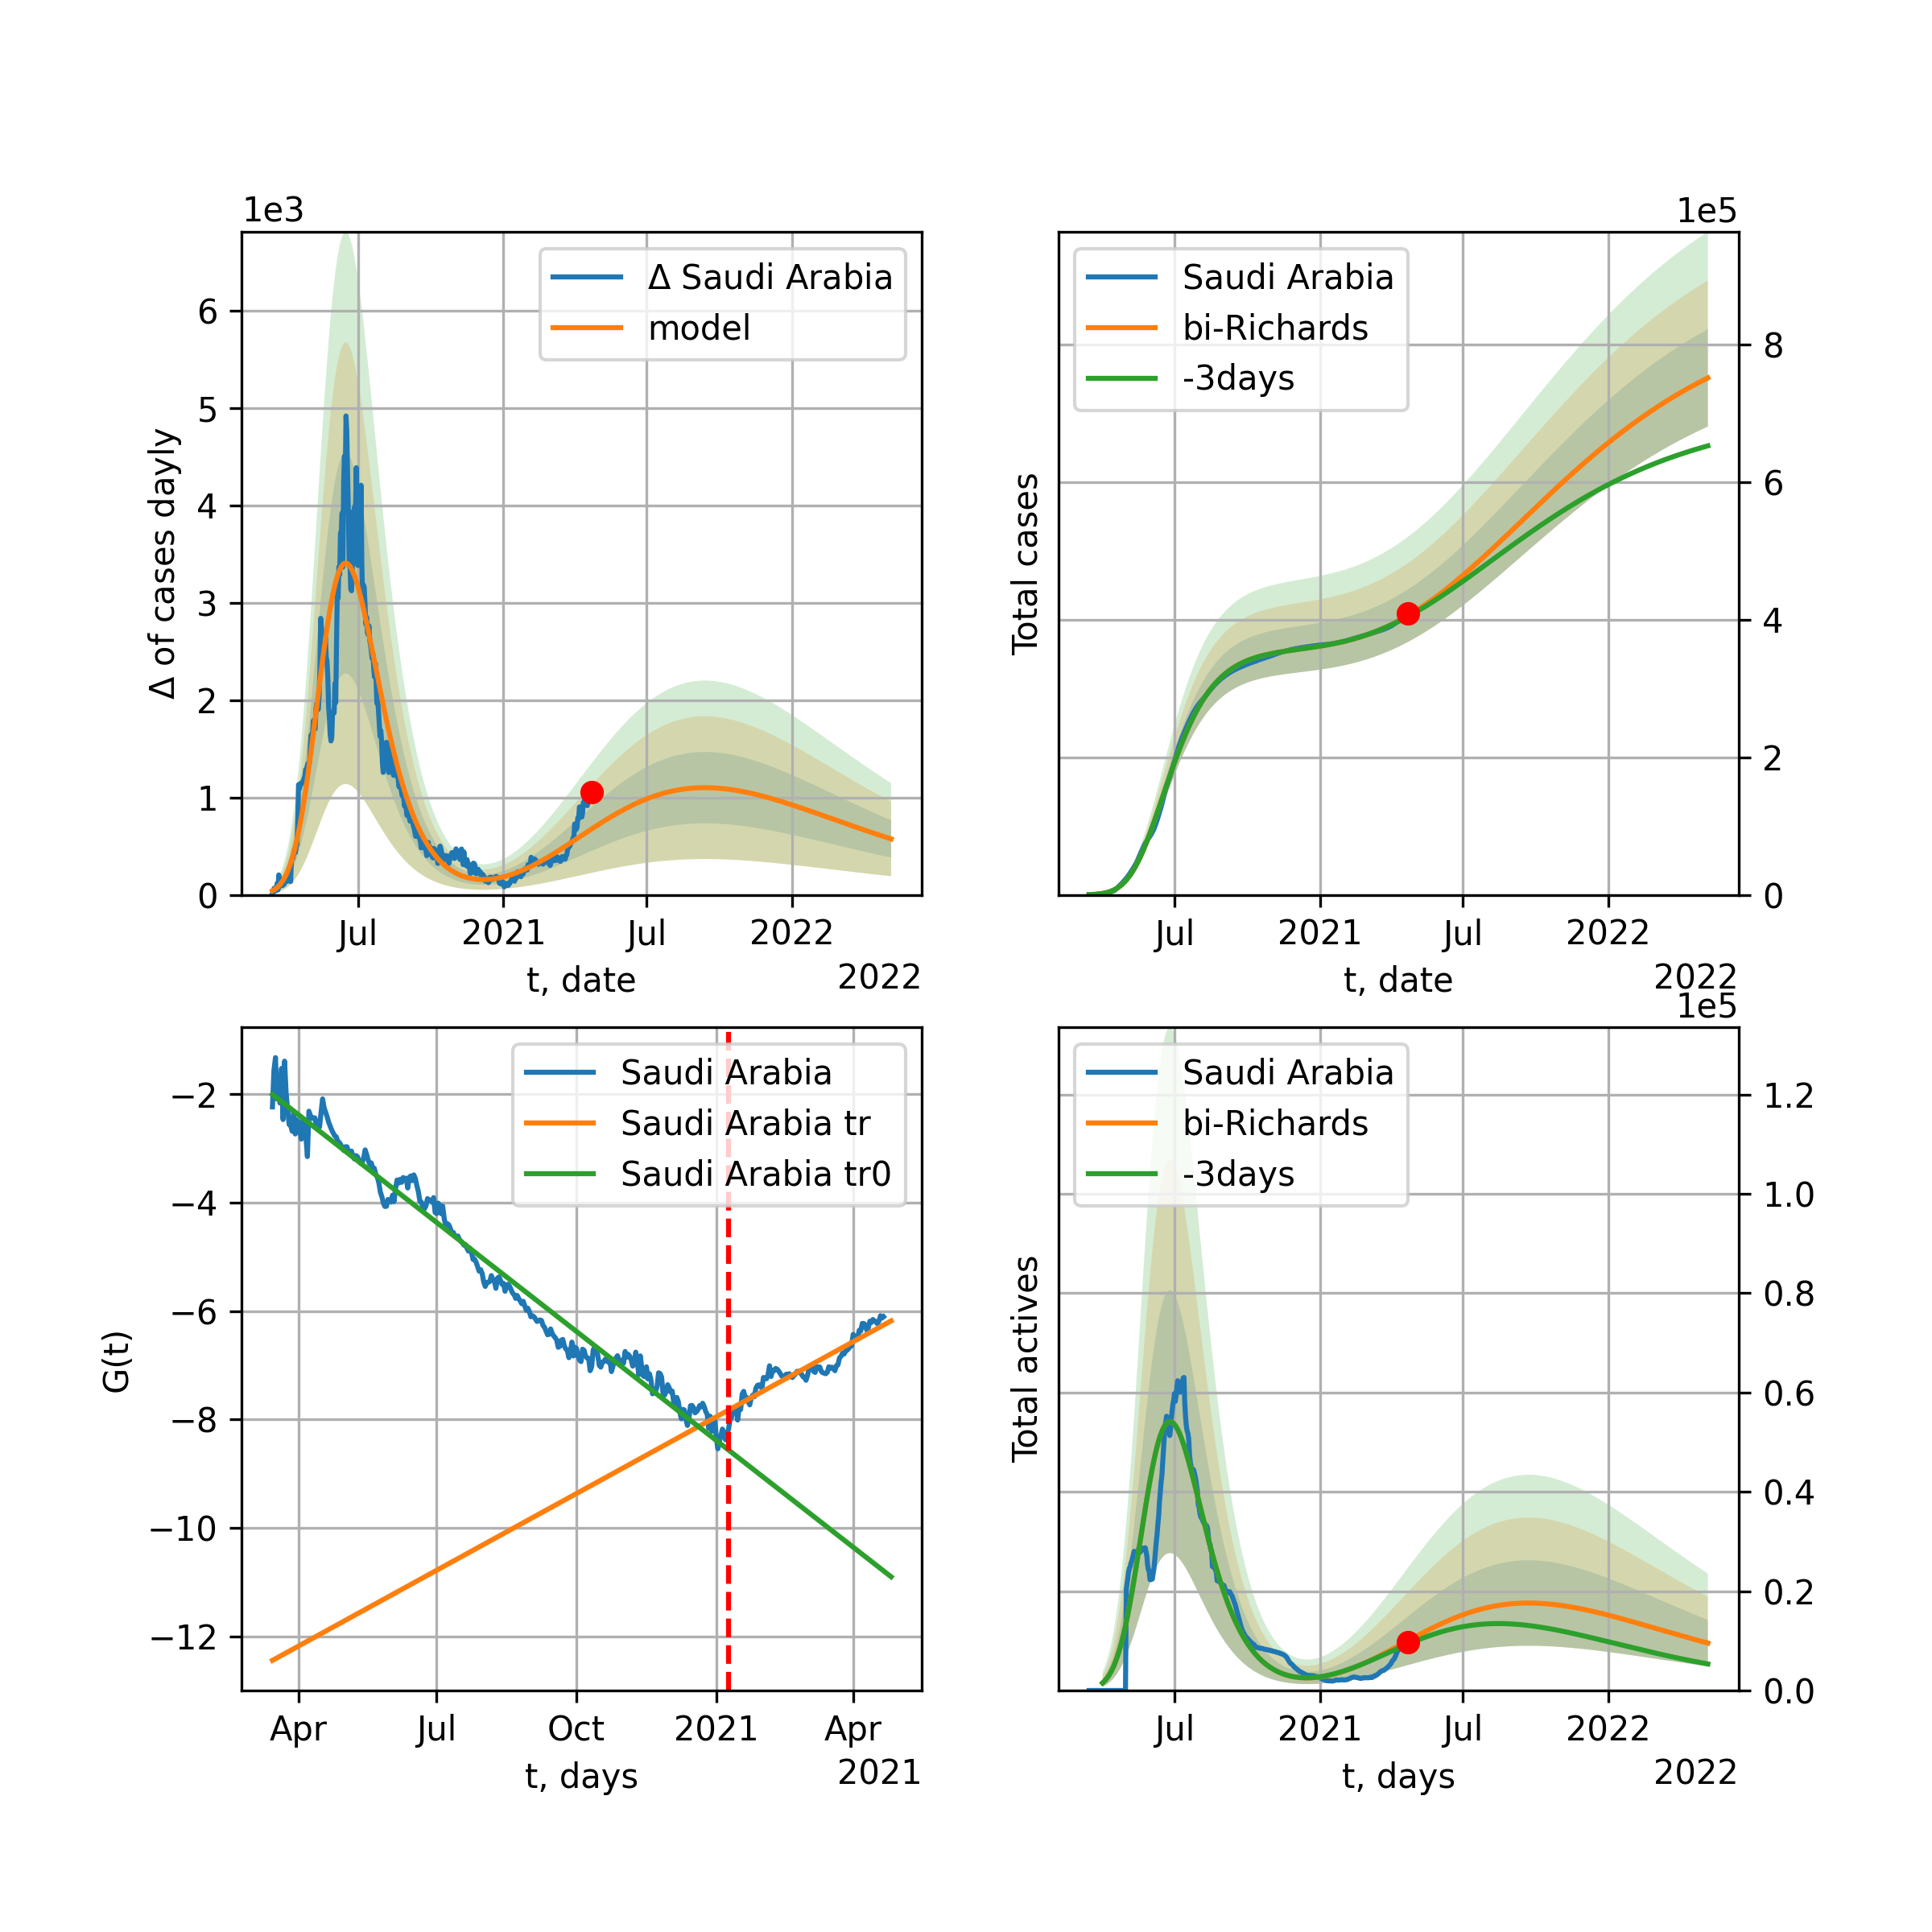 1e3
Δ of cases dayly
6
5
4
3
2
1
0
Δ Saudi Arabia
model
Jul
2021
Jul
2022
t, date
2022
1e5
Total cases
Saudi Arabia
bi-Richards
-3days
8
6
4
2
0
Jul
2021
Jul
2022
t, date
2022
G(t)
−2
−4
−6
−8
−10
−12
Saudi Arabia
Saudi Arabia tr
Saudi Arabia tr0
Apr
Jul
Oct
2021
Apr
t, days
2021
1e5
Total actives
Saudi Arabia
bi-Richards
-3days
1.2
1.0
0.8
0.6
0.4
0.2
0.0
Jul
2021
Jul
2022
t, days
2022